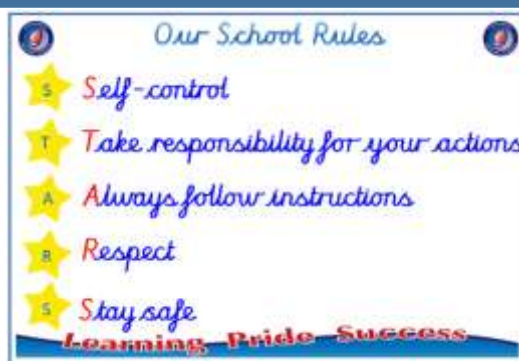 Our School Rules
S Self-control
T Take responsibility for your actions
A Always follow instructions
R Respect
S Stay safe
Learning Pride Success